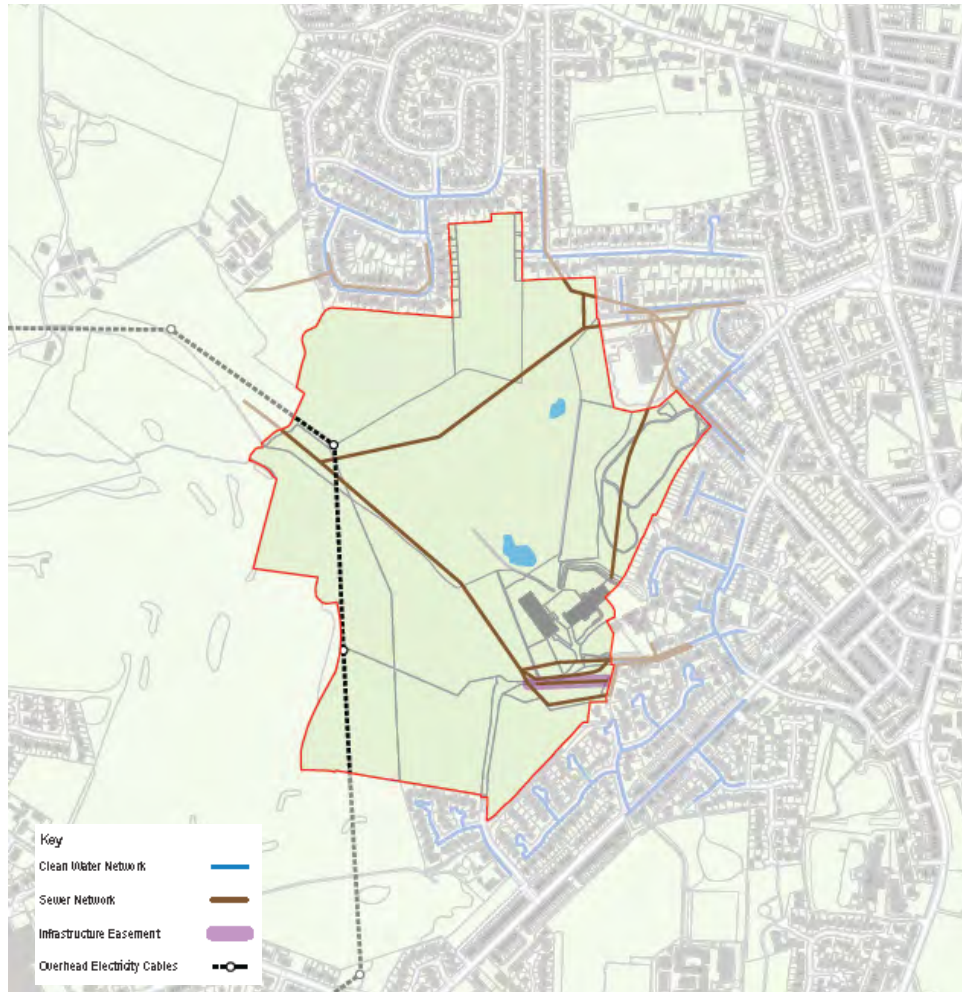 Key
Clean Water Network
Sewer Network
Infrastructure Easement
Overhead Electricity Cables